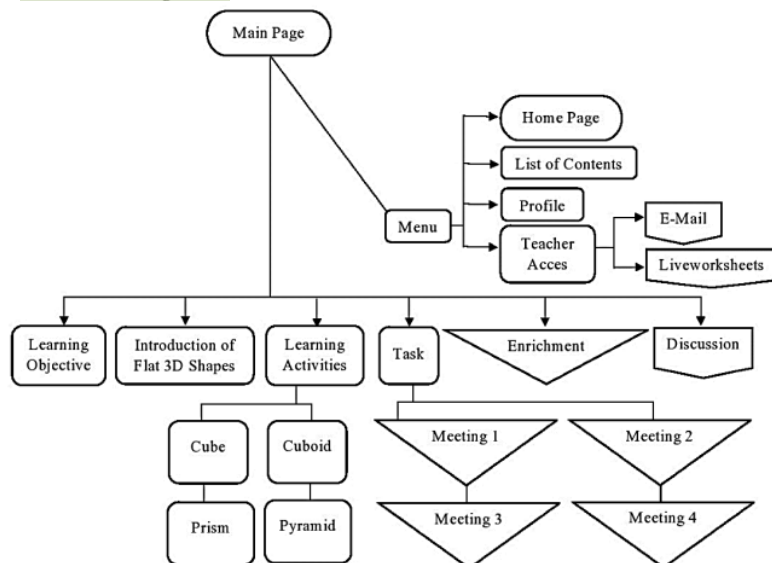 Main Page
Home Page
List of Contents
Profile
Menu
Teacher
Acces
E-Mail
Liveworksheets
Learning
Objective
Introduction of
Flat 3D Shapes
Learning
Activities
Task
Enrichment
Discussion
Cube
Cuboid
Meeting 1
Meeting 2
Prism
Pyramid
Meeting 3
Meeting 4